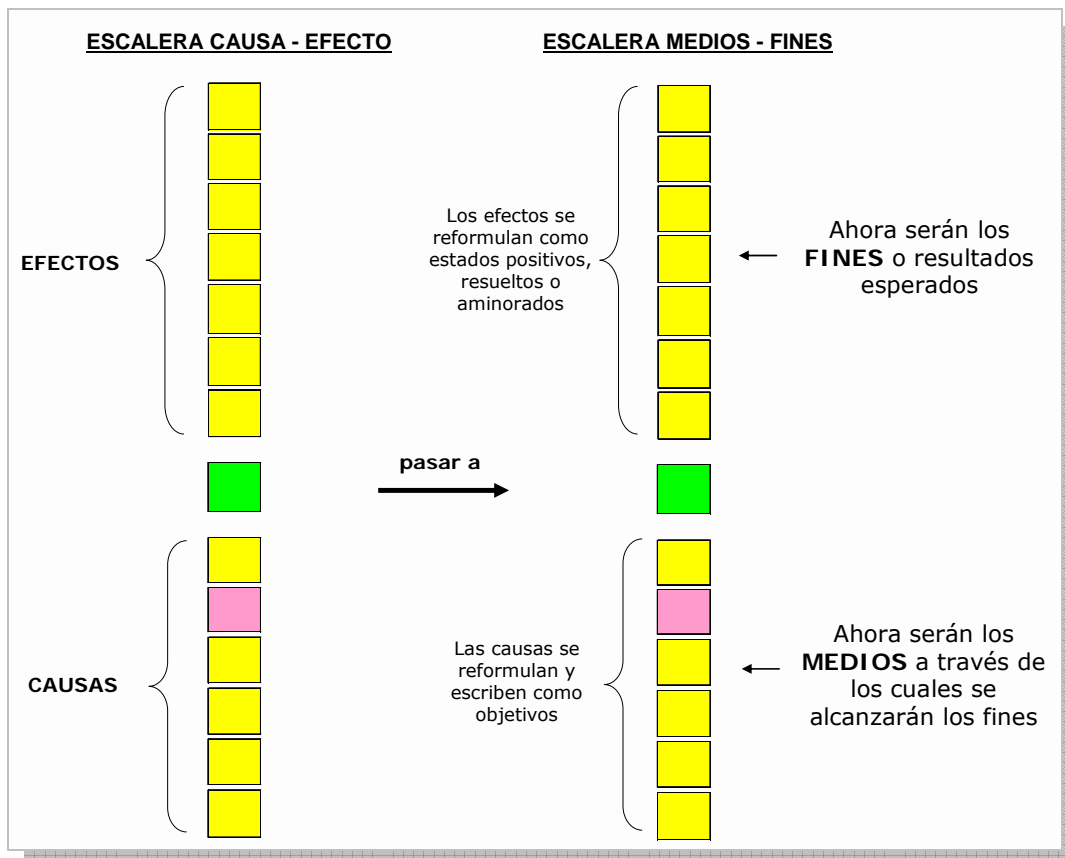 ESCALERA CAUSA - EFECTO
ESCALERA MEDIOS - FINES
EFECTOS
Los efectos se
reformulan como
estados positivos,
resueltos o
aminorados
Ahora serán los
FINES o resultados
esperados
pasar a
CAUSAS
Las causas se
reformulan y
escriben como
objetivos
Ahora serán los
MEDIOS a través de
los cuales se
alcanzarán los fines